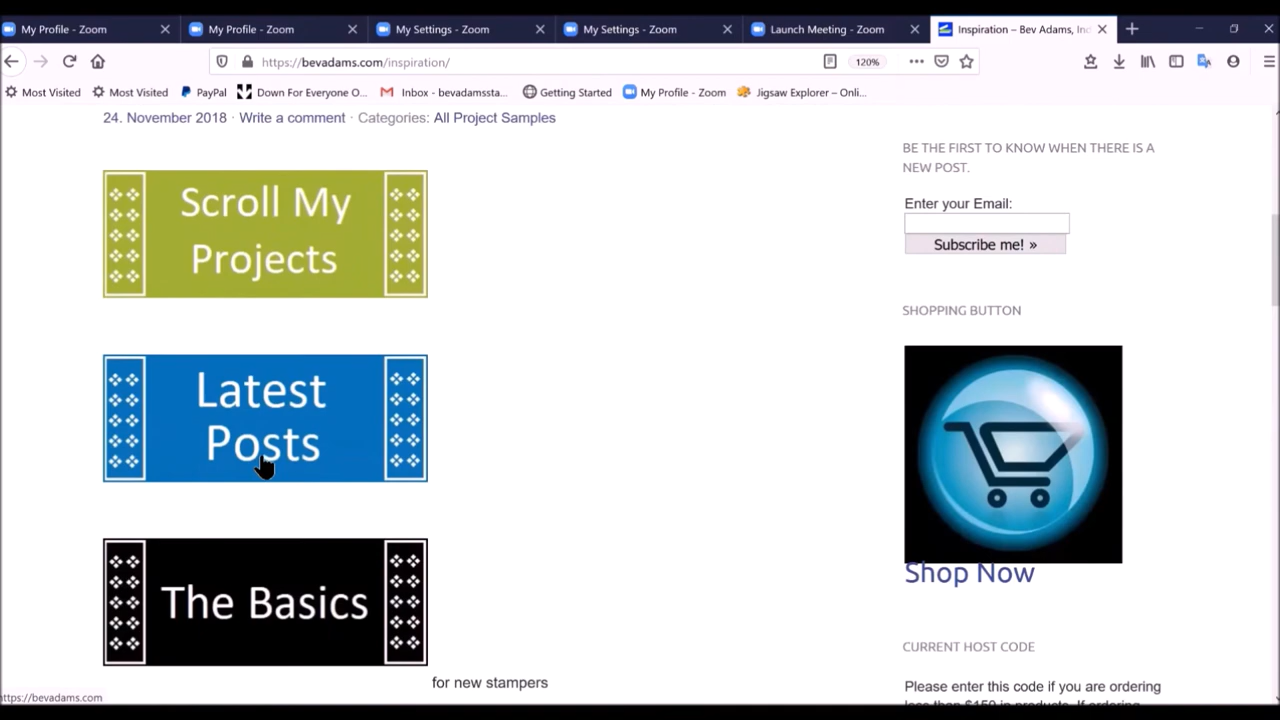 My Profile - Zoom
My Profile - Zoom
My Settings - Zoom
My Settings - Zoom
Launch Meeting - Zoom
Inspiration – Bev Adams, Ind
https://bevadams.com/inspiration/
120%
Most Visited
Most Visited
PayPal
Down For Everyone O...
Inbox - bevadamssta...
Getting Started
My Profile - Zoom
Jigsaw Explorer – Onli...
24. November 2018 · Write a comment · Categories: All Project Samples
Scroll My
Projects
Latest
Posts
The Basics
for new stampers
BE THE FIRST TO KNOW WHEN THERE IS A
NEW POST.
Enter your Email:
Subscribe me! »
SHOPPING BUTTON
Shop Now
CURRENT HOST CODE
Please enter this code if you are ordering
less than $150 in products. If ordering
https://bevadams.com